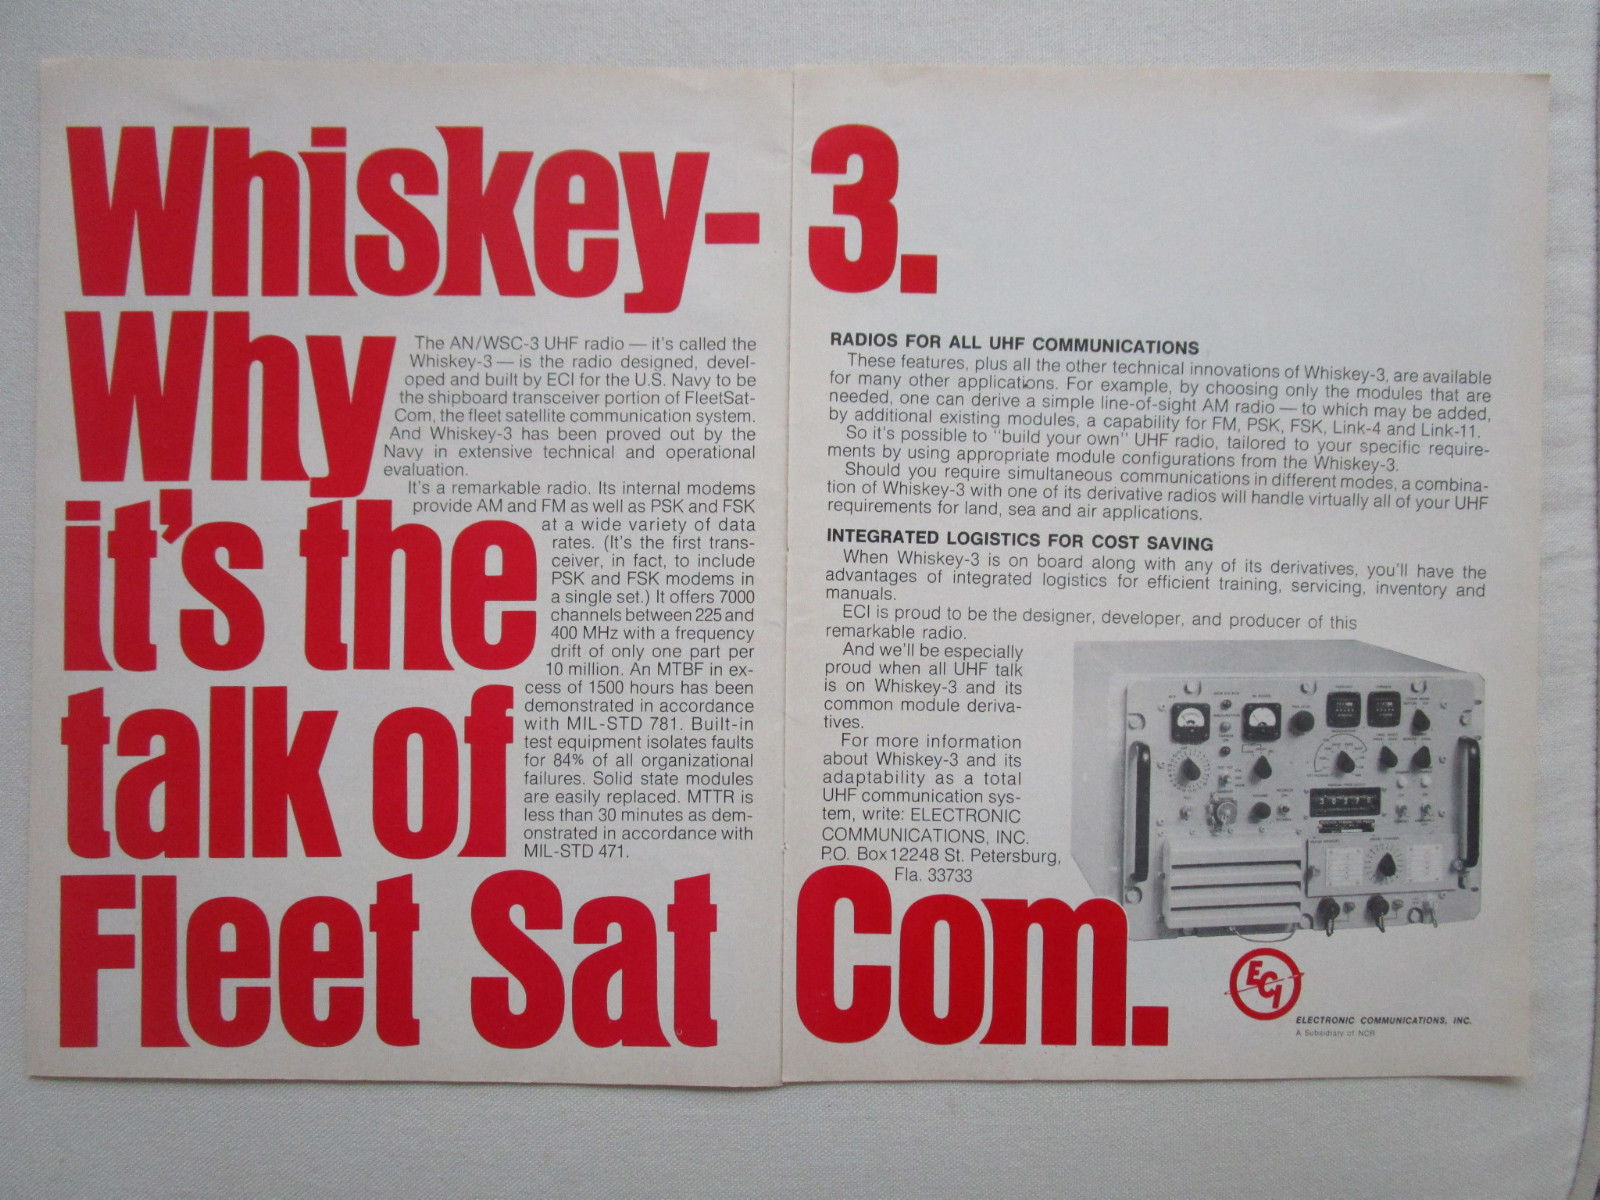 Whiskey-3.
Why
it's the
talk of
Fleet Sat Com.
The AN/WSC-3 UHF radio — it's called the
Whiskey-3 — is the radio designed, devel-
oped and built by ECI for the U.S. Navy to be
the shipboard transceiver portion of FleetSat-
Com, the fleet satellite communication system.
And Whiskey-3 has been proved out by the
Navy in extensive technical and operational
evaluation.
It's a remarkable radio. Its internal modems
provide AM and FM as well as PSK and FSK
at a wide variety of data
rates. (It's the first trans-
ceiver, in fact, to include
PSK and FSK modems in
a single set.) It offers 7000
channels between 225 and
400 MHz with a frequency
drift of only one part per
10 million. An MTBF in ex-
cess of 1500 hours has been
demonstrated in accordance
with MIL-STD 781. Built-in
test equipment isolates faults
for 84% of all organizational
failures. Solid state modules
are easily replaced. MTTR is
less than 30 minutes as dem-
onstrated in accordance with
MIL-STD 471.
RADIOS FOR ALL UHF COMMUNICATIONS
These features, plus all the other technical innovations of Whiskey-3, are available
for many other applications. For example, by choosing only the modules that are
needed, one can derive a simple line-of-sight AM radio — to which may be added,
by additional existing modules, a capability for FM, PSK, FSK, Link-4 and Link-11.
So it's possible to "build your own" UHF radio, tailored to your specific require-
ments by using appropriate module configurations from the Whiskey-3.
Should you require simultaneous communications in different modes, a combina-
tion of Whiskey-3 with one of its derivative radios will handle virtually all of your UHF
requirements for land, sea and air applications.
INTEGRATED LOGISTICS FOR COST SAVING
When Whiskey-3 is on board along with any of its derivatives, you'll have the
advantages of integrated logistics for efficient training, servicing, inventory and
manuals.
ECI is proud to be the designer, developer, and producer of this
remarkable radio.
And we'll be especially
proud when all UHF talk
is on Whiskey-3 and its
common module deriva-
tives.
For more information
about Whiskey-3 and its
adaptability as a total
UHF communication sys-
tem, write: ELECTRONIC
COMMUNICATIONS, INC.
P.O. Box 12248 St. Petersburg,
Fla. 33733
ECI
ELECTRONIC COMMUNICATIONS, INC.
A Subsidiary of NCR